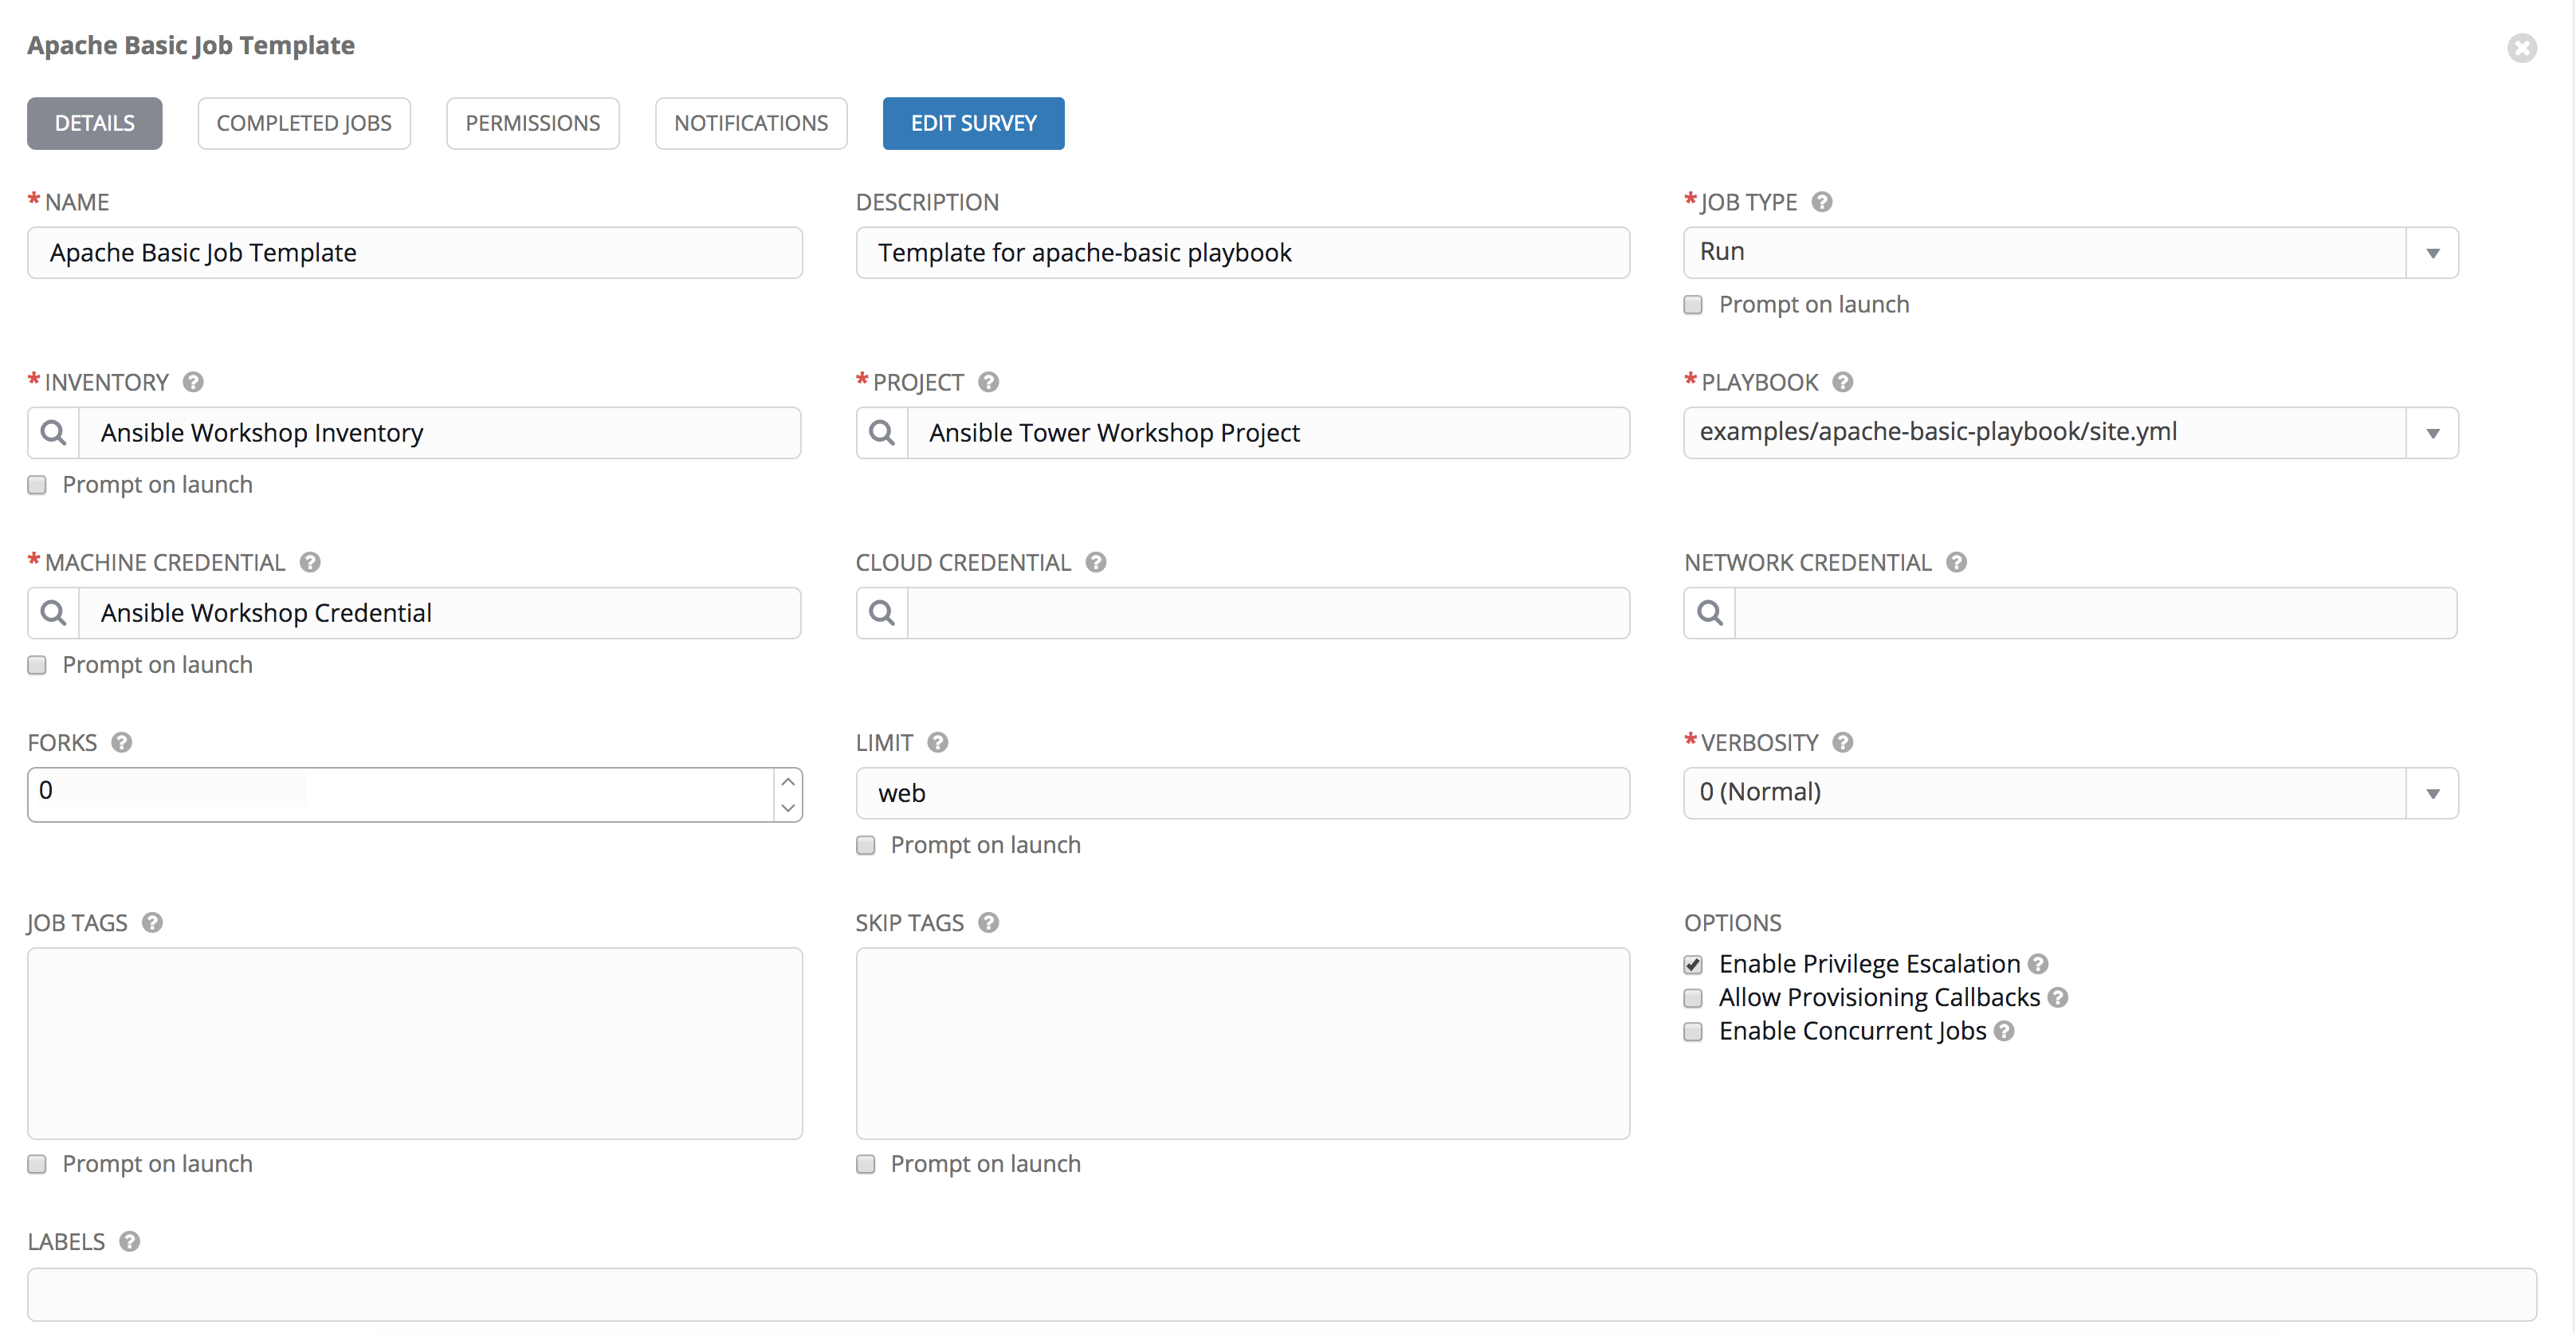 Apache Basic Job Template
DETAILS COMPLETED JOBS PERMISSIONS NOTIFICATIONS EDIT SURVEY
* NAME DESCRIPTION * JOB TYPE ?
Apache Basic Job Template Template for apache-basic playbook Run
Prompt on launch
* INVENTORY ? * PROJECT ? * PLAYBOOK ?
Ansible Workshop Inventory Ansible Tower Workshop Project examples/apache-basic-playbook/site.yml
Prompt on launch
* MACHINE CREDENTIAL ? CLOUD CREDENTIAL ? NETWORK CREDENTIAL ?
Ansible Workshop Credential
Prompt on launch
FORKS ? LIMIT ? * VERBOSITY ?
0 web 0 (Normal)
Prompt on launch
JOB TAGS ? SKIP TAGS ? OPTIONS
Enable Privilege Escalation ?
Allow Provisioning Callbacks ?
Enable Concurrent Jobs ?
Prompt on launch Prompt on launch
LABELS ?